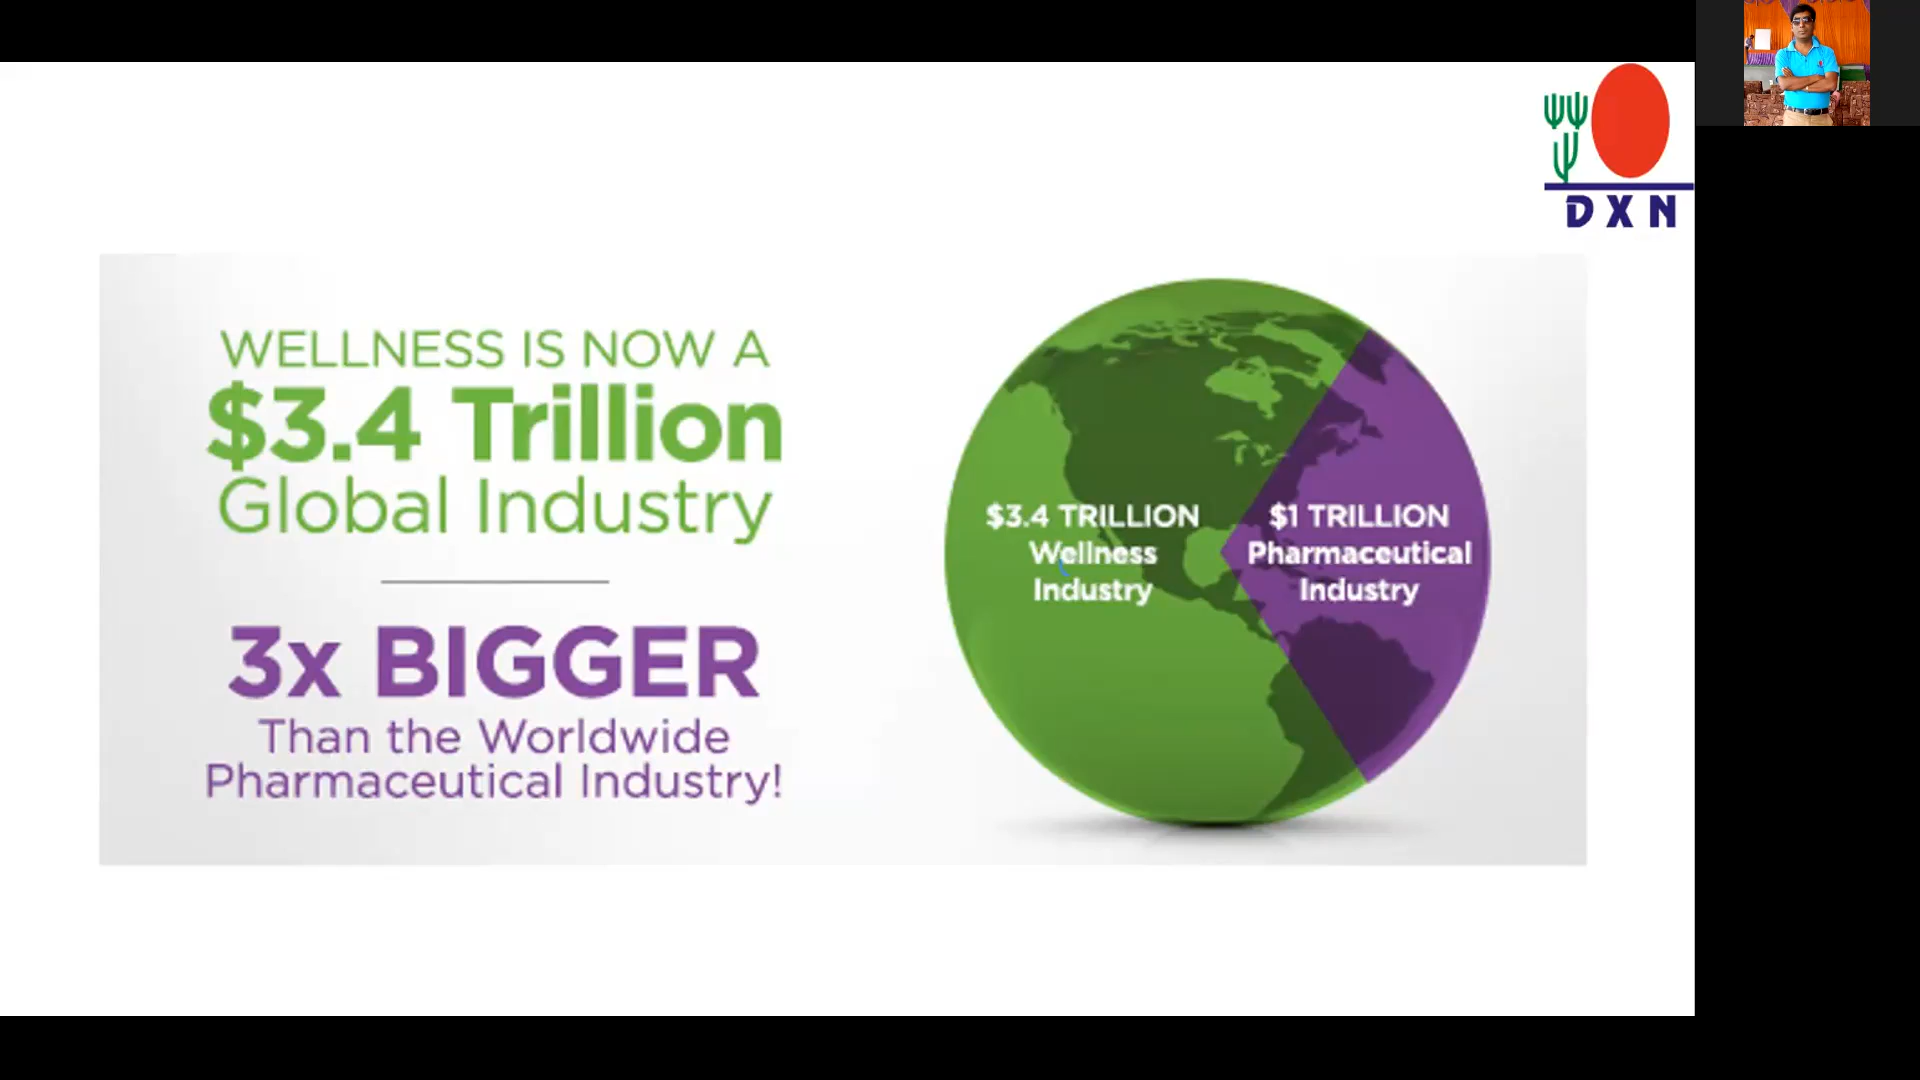 DXN
WELLNESS IS NOW A
$3.4 Trillion
Global Industry
3x BIGGER
Than the Worldwide
Pharmaceutical Industry!
$3.4 TRILLION
Wellness
Industry
$1 TRILLION
Pharmaceutical
Industry